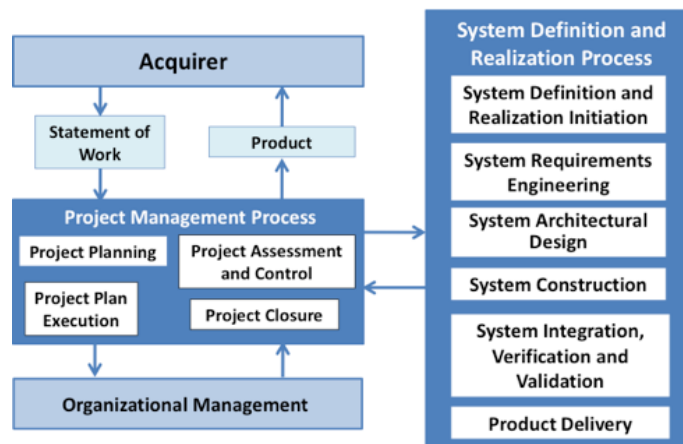 Acquirer
Statement of
Work
Product
Project Management Process
Project Planning
Project Assessment
and Control
Project Plan
Execution
Project Closure
Organizational Management
System Definition and
Realization Process
System Definition and
Realization Initiation
System Requirements
Engineering
System Architectural
Design
System Construction
System Integration,
Verification and
Validation
Product Delivery